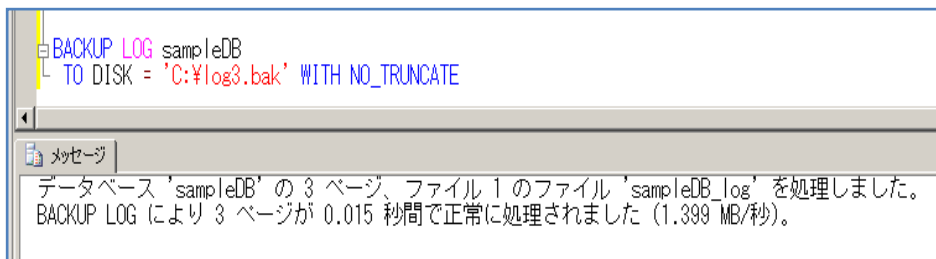 BACKUP LOG sampleDB
TO DISK = 'C:¥log3.bak' WITH NO_TRUNCATE
メッセージ
データベース 'sampleDB' の 3 ページ、ファイル 1 のファイル 'sampleDB_log' を処理しました。
BACKUP LOG により 3 ページが 0.015 秒間で正常に処理されました (1.399 MB/秒)。